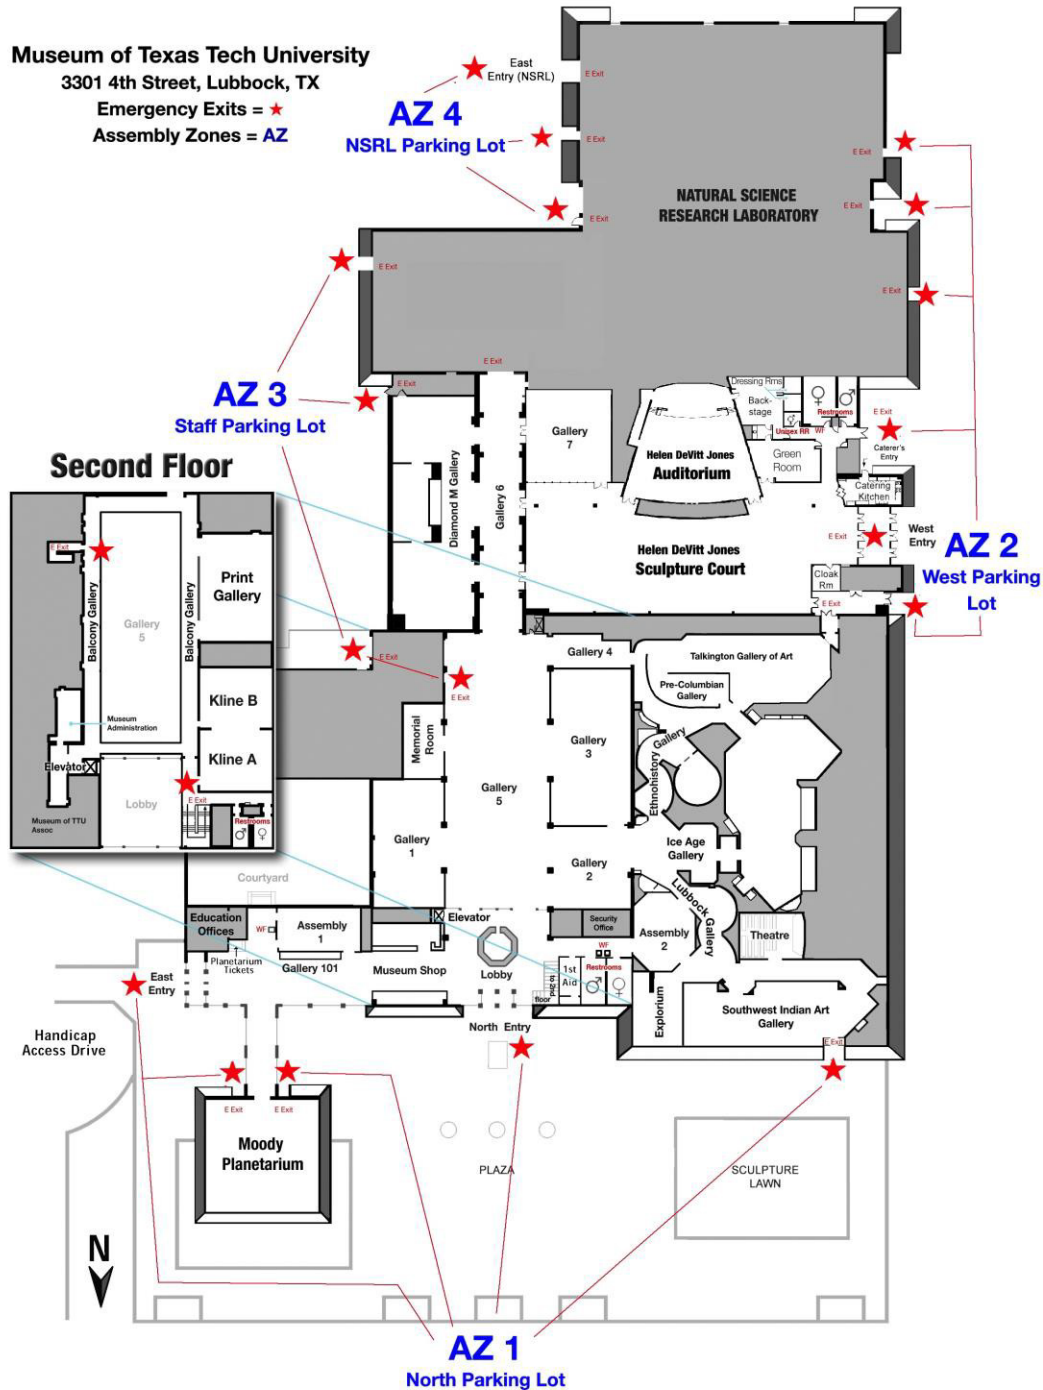 Museum of Texas Tech University
3301 4th Street, Lubbock, TX
Emergency Exits = ★
Assembly Zones = AZ
East
Entry (NSRL)
AZ 4
NSRL Parking Lot
E Exit
E Exit
E Exit
E Exit
E Exit
E Exit
NATURAL SCIENCE
RESEARCH LABORATORY
E Exit
E Exit
E Exit
AZ 3
Staff Parking Lot
Dressing Rms
Back-
stage
Restrooms
Unisex RR
WF
E Exit
Caterer's
Entry
Green
Room
Catering
Kitchen
Gallery
7
Helen DeVitt Jones
Auditorium
Diamond M Gallery
Gallery 6
Helen DeVitt Jones
Sculpture Court
E Exit
West
Entry
AZ 2
West Parking
Lot
Cloak
Rm
E Exit
Second Floor
E Exit
Balcony Gallery
Gallery
5
Balcony Gallery
Print
Gallery
Kline B
Museum
Administration
Kline A
Elevator
Lobby
E Exit
Museum of TTU
Assoc
Restrooms
E Exit
E Exit
Gallery 4
Talkington Gallery of Art
Pre-Columbian
Gallery
Memorial
Room
Gallery
3
Ethnohistory Gallery
Gallery
5
Gallery
1
Gallery
2
Ice Age
Gallery
Lubbock Gallery
Courtyard
Education
Offices
WF
Assembly
1
Elevator
Security
Office
Assembly
2
Theatre
Planetarium
Tickets
Gallery 101
Museum Shop
Lobby
to 2nd
floor
1st
Aid
WF
Restrooms
Explorium
Southwest Indian Art
Gallery
E Exit
East
Entry
North Entry
Handicap
Access Drive
E Exit
E Exit
Moody
Planetarium
PLAZA
SCULPTURE
LAWN
N
AZ 1
North Parking Lot